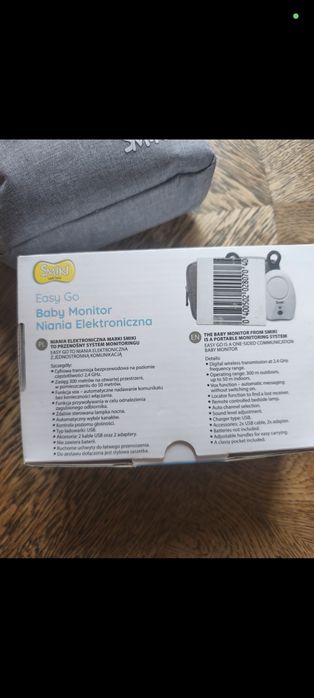 SMIKI
Smiki
Easy Go
Baby Monitor
Niania Elektroniczna
PL
NIANIA ELEKTRONICZNA MARKI SMIKI
TO PRZENOŚNY SYSTEM MONITORINGU
EASY GO TO NIANIA ELEKTRONICZNA
Z JEDNOSTRONNĄ KOMUNIKACJĄ
Szczegóły:
• Cyfrowa transmisja bezprzewodowa na poziomie
częstotliwości 2,4 GHz.
• Zasięg 300 metrów na otwartej przestrzeni,
w pomieszczeniu do 50 metrów.
• Funkcja vox - automatyczne nadawanie komunikatu
bez konieczności włączania.
• Funkcja przywoływania w celu odnalezienia
zagubionego odbiornika.
• Zdalnie sterowana lampka nocna.
• Automatyczny wybór kanałów.
• Kontrola poziomu głośności.
• Typ ładowarki: USB.
• Akcesoria: 2 kable USB oraz 2 adaptery.
• Nie zawiera baterii.
• Ruchome uchwyty do łatwego przenoszenia.
• Do zestawu dołączona jest stylowa saszetka.
EN
THE BABY MONITOR FROM SMIKI
IS A PORTABLE MONITORING SYSTEM
EASY GO IS A ONE-SIDED COMMUNICATION
BABY MONITOR
Details:
• Digital wireless transmission at 2.4 GHz
frequency range.
• Operating range: 300 m outdoors,
up to 50 m indoors.
• Vox function – automatic messaging
without switching on.
• Locator function to find a lost receiver.
• Remote controlled bedside lamp.
• Auto channel selection.
• Sound level adjustment.
• Charger type: USB.
• Accessories: 2x USB cable, 2x adapter.
• Batteries not included.
• Adjustable handles for easy carrying.
• A classy pocket included.